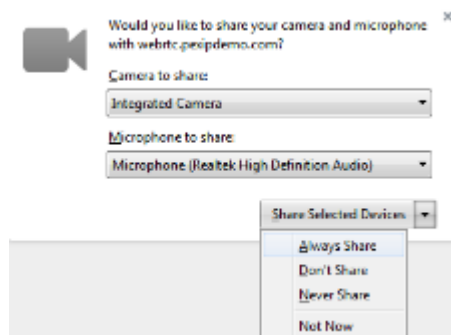 Would you like to share your camera and microphone
with webrtc.pexipdemo.com?
Camera to share:
Integrated Camera
Microphone to share:
Microphone (Realtek High Definition Audio)
Share Selected Devices
Always Share
Don't Share
Never Share
Not Now